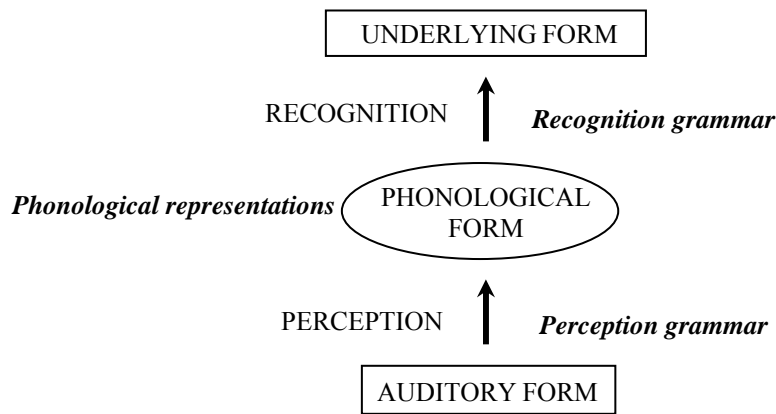 UNDERLYING FORM
RECOGNITION Recognition grammar
Phonological representations PHONOLOGICAL
FORM
PERCEPTION Perception grammar
AUDITORY FORM